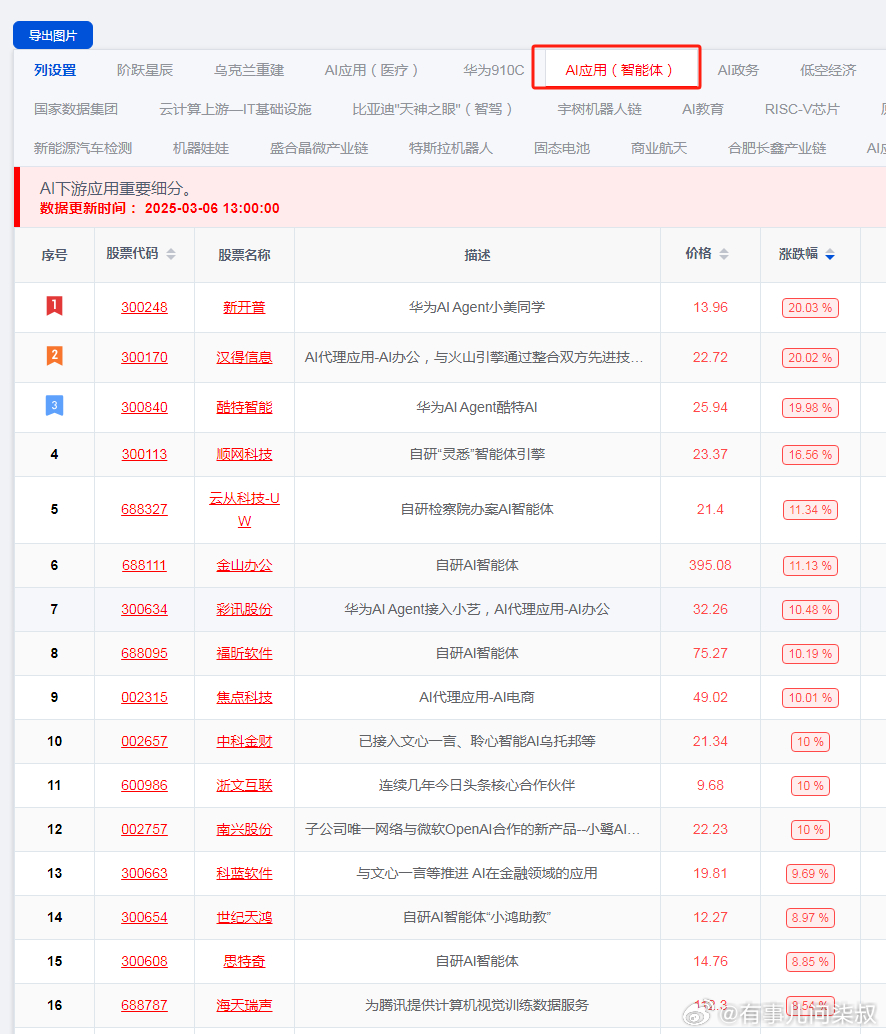 导出图片
列设置 阶跃星辰 乌克兰重建 AI应用（医疗） 华为910C AI应用（智能体） AI政务 低空经济
国家数据集团 云计算上游—IT基础设施 比亚迪"天神之眼"（智驾） 宇树机器人链 AI教育 RISC-V芯片
新能源汽车检测 机器娃娃 盛合晶微产业链 特斯拉机器人 固态电池 商业航天 合肥长鑫产业链
AI下游应用重要细分。
数据更新时间： 2025-03-06 13:00:00
序号 股票代码 股票名称 描述 价格 涨跌幅
1 300248 新开普 华为AI Agent小美同学 13.96 20.03 %
2 300170 汉得信息 AI代理应用-AI办公，与火山引擎通过整合双方先进技… 22.72 20.02 %
3 300840 酷特智能 华为AI Agent酷特AI 25.94 19.98 %
4 300113 顺网科技 自研“灵悉”智能体引擎 23.37 16.56 %
5 688327 云从科技-U
W 自研检察院办案AI智能体 21.4 11.34 %
6 688111 金山办公 自研AI智能体 395.08 11.13 %
7 300634 彩讯股份 华为AI Agent接入小艺，AI代理应用-AI办公 32.26 10.48 %
8 688095 福昕软件 自研AI智能体 75.27 10.19 %
9 002315 焦点科技 AI代理应用-AI电商 49.02 10.01 %
10 002657 中科金财 已接入文心一言、聆心智能AI乌托邦等 21.34 10 %
11 600986 浙文互联 连续几年今日头条核心合作伙伴 9.68 10 %
12 002757 南兴股份 子公司唯一网络与微软OpenAI合作的新产品--小鹭AI… 22.23 10 %
13 300663 科蓝软件 与文心一言等推进 AI在金融领域的应用 19.81 9.69 %
14 300654 世纪天鸿 自研AI智能体“小鸿助教” 12.27 8.97 %
15 300608 思特奇 自研AI智能体 14.76 8.85 %
16 688787 海天瑞声 为腾讯提供计算机视觉训练数据服务 8.54 %
@有事儿问柒叔